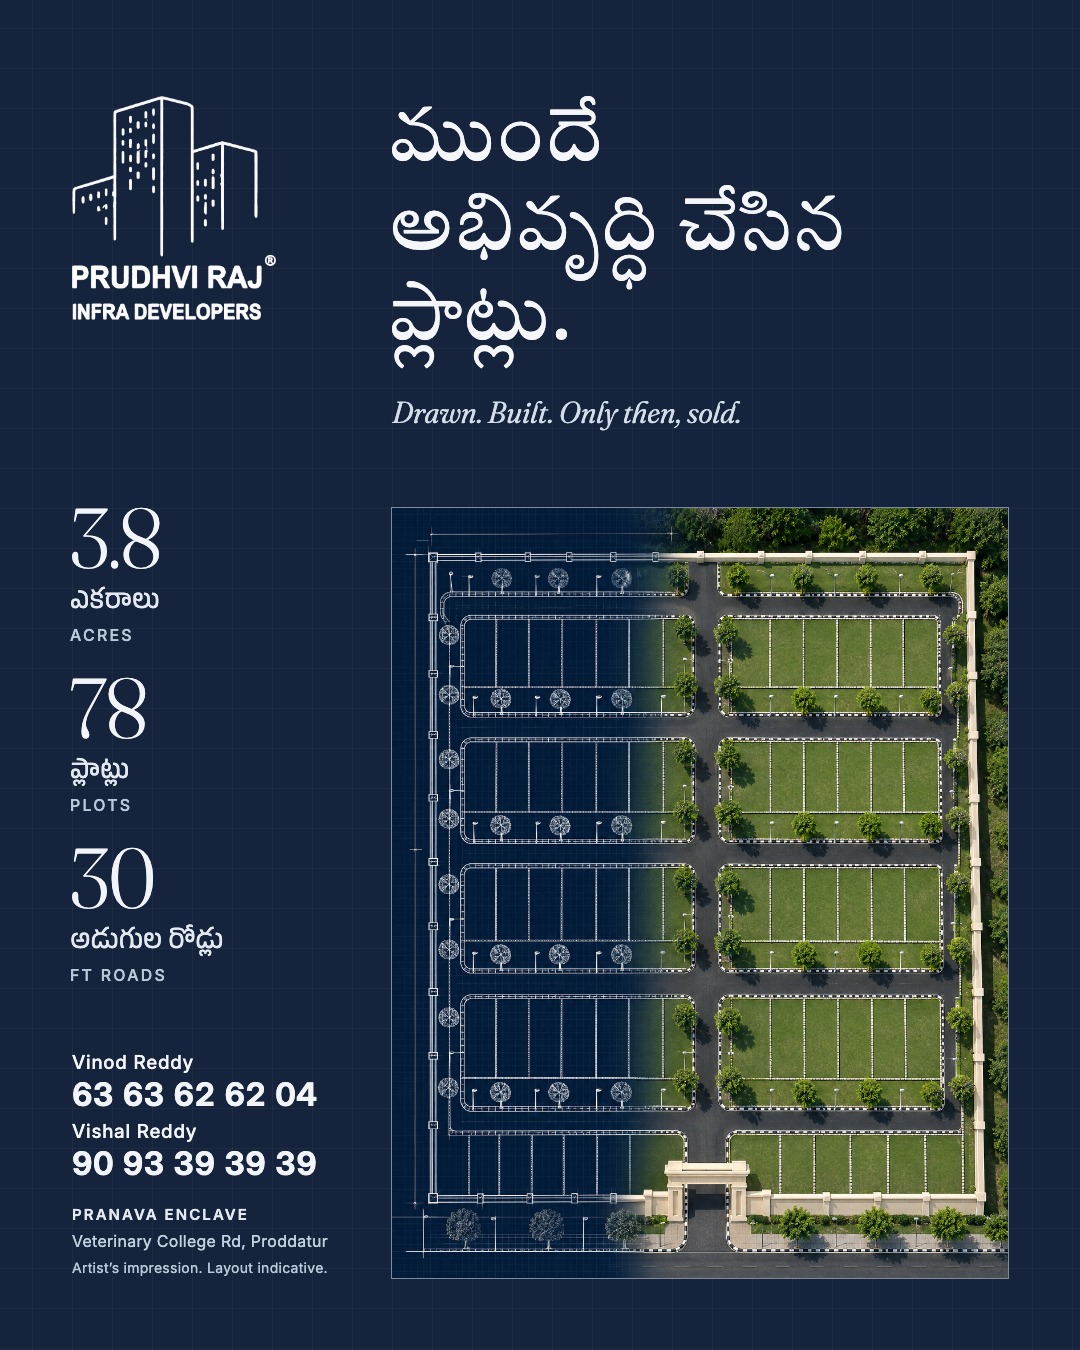 PRUDHVI RAJ®
INFRA DEVELOPERS
ముందే
అభివృద్ధి చేసిన
ప్లాట్లు.
Drawn. Built. Only then, sold.
3.8
ఎకరాలు
ACRES
78
ప్లాట్లు
PLOTS
30
అడుగుల రోడ్లు
FT ROADS
Vinod Reddy
63 63 62 62 04
Vishal Reddy
90 93 39 39 39
PRANAVA ENCLAVE
Veterinary College Rd, Proddatur
Artist's impression. Layout indicative.